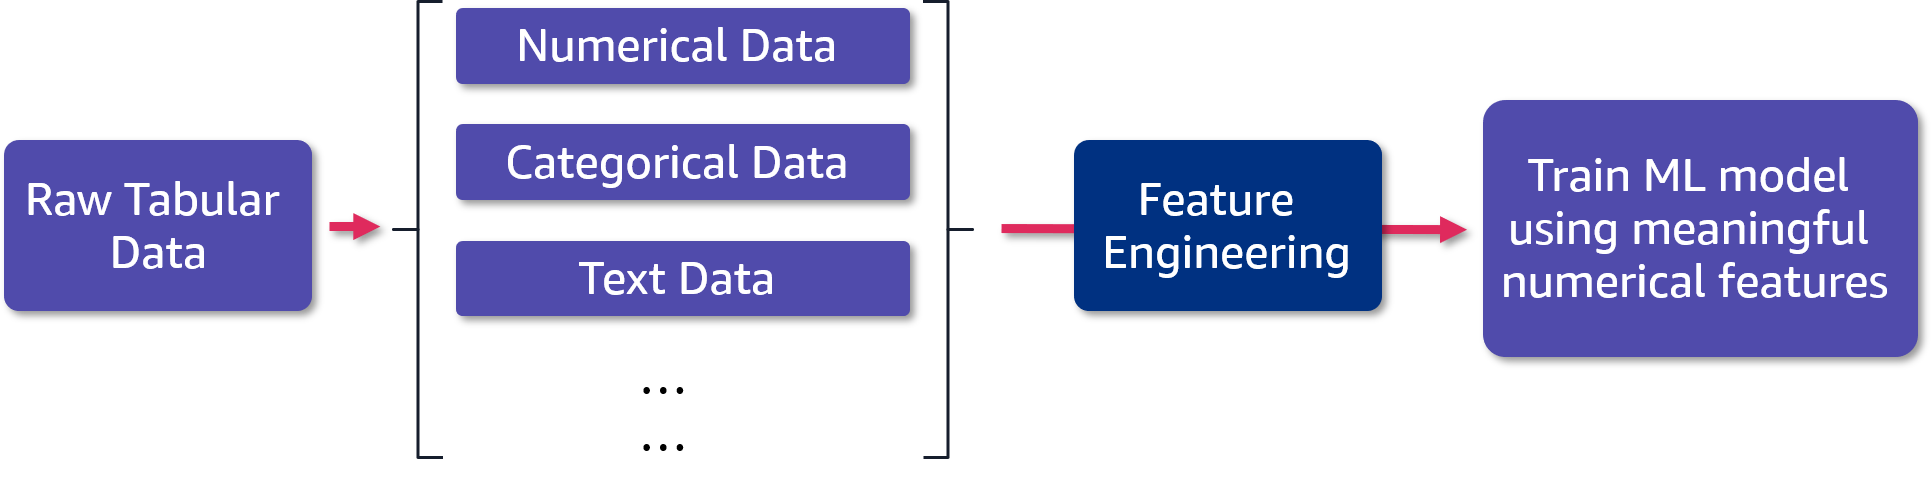 Numerical Data
Categorical Data
Raw Tabular
Data
Text Data
...
...
Feature
Engineering
Train ML model
using meaningful
numerical features